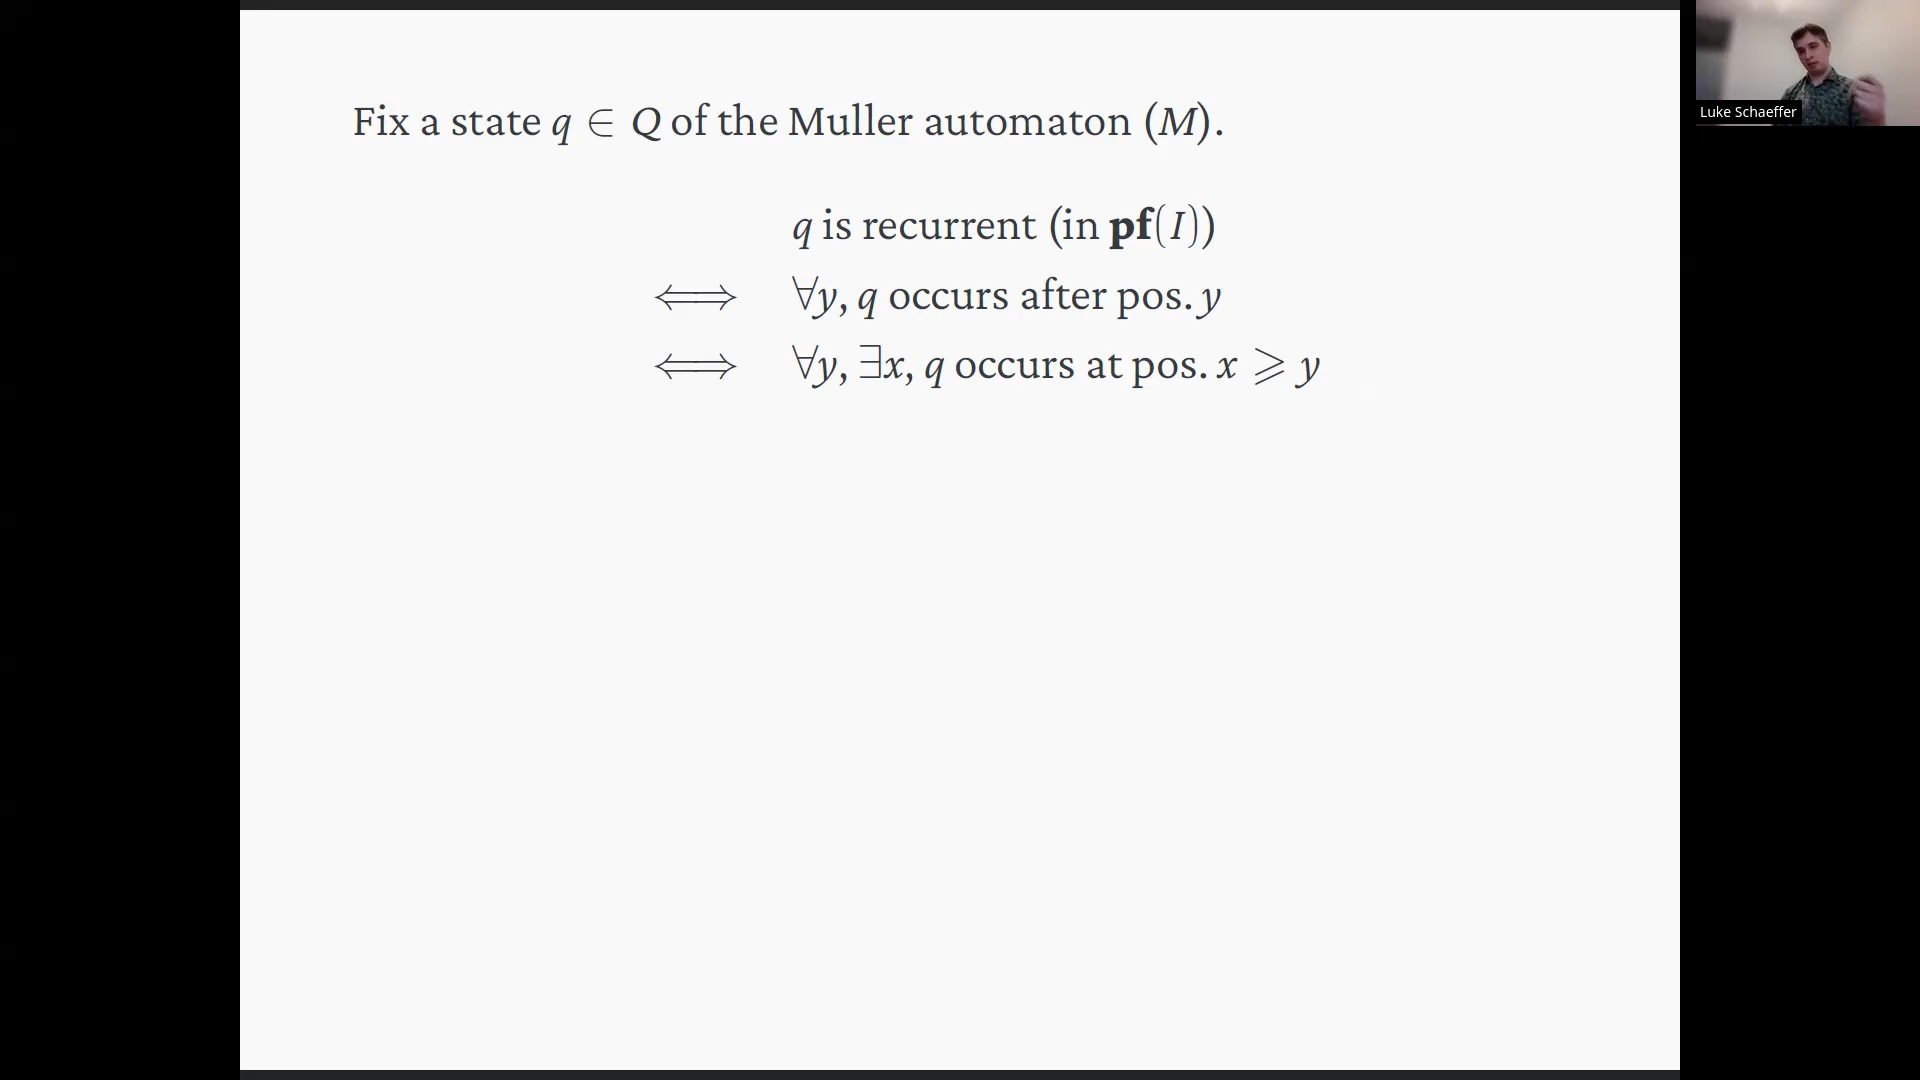 Fix a state q ∈ Q of the Muller automaton (M).
q is recurrent (in pf(I))
⟺ ∀y, q occurs after pos. y
⟺ ∀y, ∃x, q occurs at pos. x ⩾ y
Luke Schaeffer